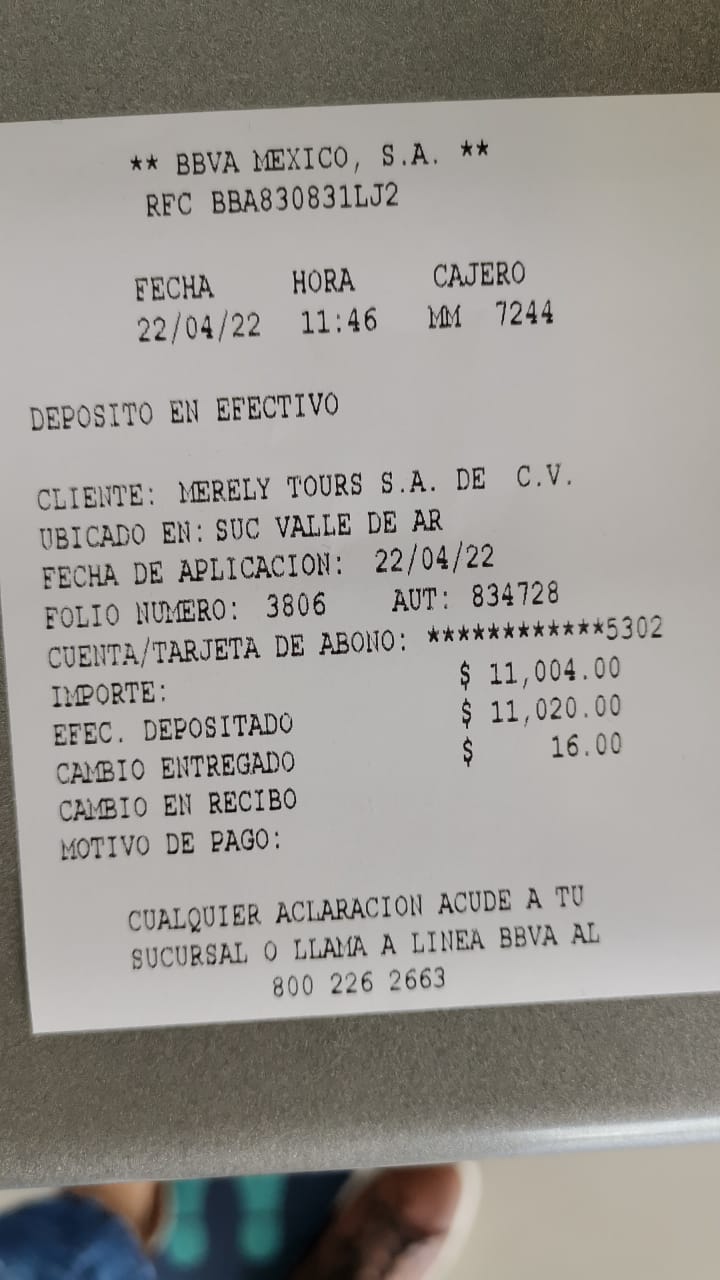 ** BBVA MEXICO, S.A. **
RFC BBA830831LJ2
FECHA HORA CAJERO
22/04/22 11:46 MM 7244
DEPOSITO EN EFECTIVO
CLIENTE: MERELY TOURS S.A. DE C.V.
UBICADO EN: SUC VALLE DE AR
FECHA DE APLICACION: 22/04/22
FOLIO NUMERO: 3806 AUT: 834728
CUENTA/TARJETA DE ABONO: ************5302
IMPORTE: $ 11,004.00
EFEC. DEPOSITADO $ 11,020.00
CAMBIO ENTREGADO $ 16.00
CAMBIO EN RECIBO
MOTIVO DE PAGO:
CUALQUIER ACLARACION ACUDE A TU
SUCURSAL O LLAMA A LINEA BBVA AL
800 226 2663